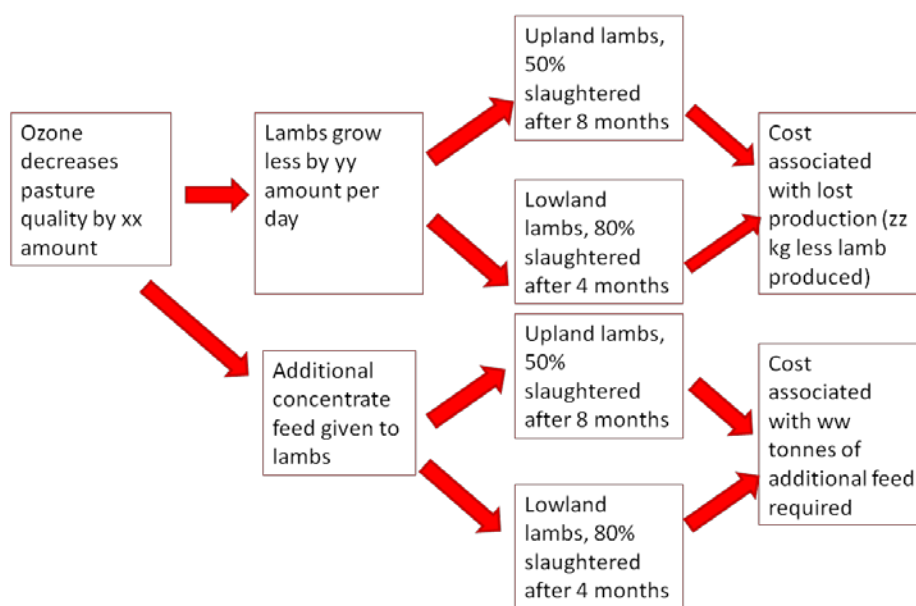 Ozone
decreases
pasture
quality by xx
amount
Lambs grow
less by yy
amount per
day
Upland lambs,
50%
slaughtered
after 8 months
Lowland
lambs, 80%
slaughtered
after 4 months
Cost
associated
with lost
production (zz
kg less lamb
produced)
Additional
concentrate
feed given to
lambs
Upland lambs,
50%
slaughtered
after 8 months
Lowland
lambs, 80%
slaughtered
after 4 months
Cost
associated
with ww
tonnes of
additional feed
required